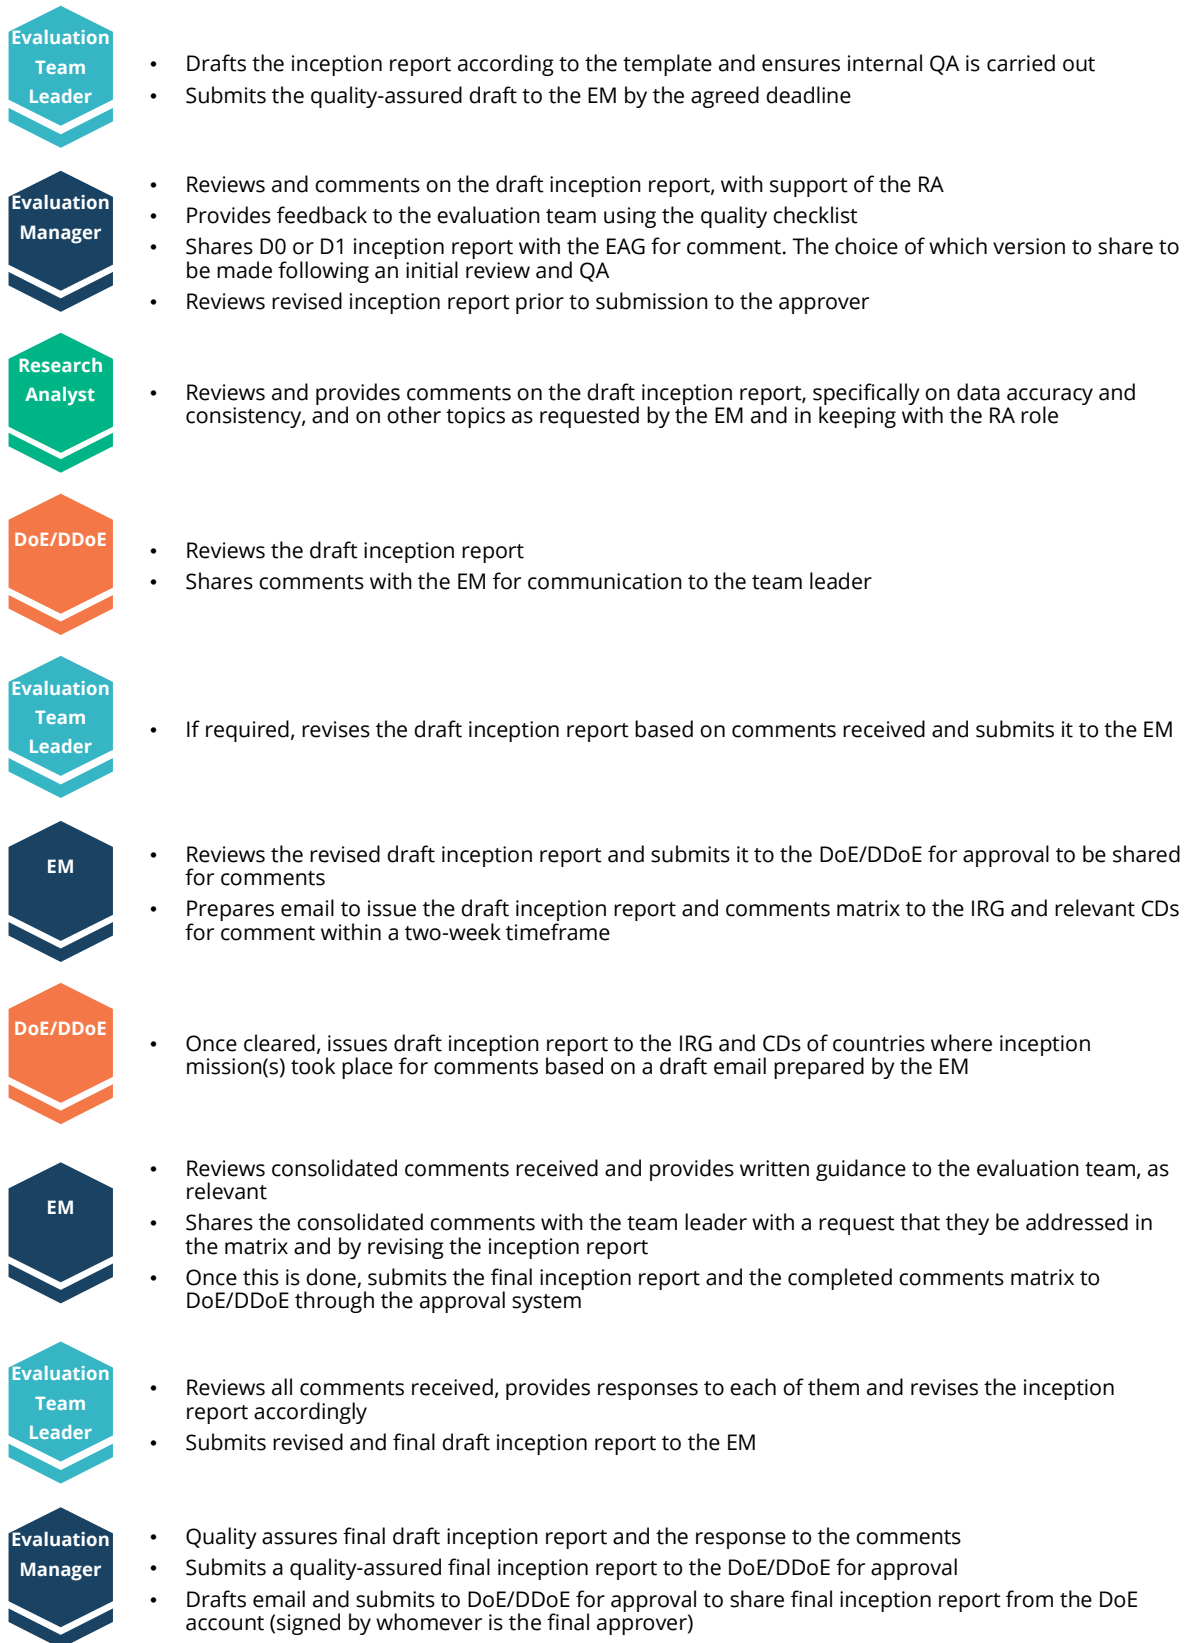 Evaluation
Team
Leader
• Drafts the inception report according to the template and ensures internal QA is carried out
• Submits the quality-assured draft to the EM by the agreed deadline
Evaluation
Manager
• Reviews and comments on the draft inception report, with support of the RA
• Provides feedback to the evaluation team using the quality checklist
• Shares D0 or D1 inception report with the EAG for comment. The choice of which version to share to
be made following an initial review and QA
• Reviews revised inception report prior to submission to the approver
Research
Analyst
• Reviews and provides comments on the draft inception report, specifically on data accuracy and
consistency, and on other topics as requested by the EM and in keeping with the RA role
DoE/DDoE
• Reviews the draft inception report
• Shares comments with the EM for communication to the team leader
Evaluation
Team
Leader
• If required, revises the draft inception report based on comments received and submits it to the EM
EM
• Reviews the revised draft inception report and submits it to the DoE/DDoE for approval to be shared
for comments
• Prepares email to issue the draft inception report and comments matrix to the IRG and relevant CDs
for comment within a two-week timeframe
DoE/DDoE
• Once cleared, issues draft inception report to the IRG and CDs of countries where inception
mission(s) took place for comments based on a draft email prepared by the EM
EM
• Reviews consolidated comments received and provides written guidance to the evaluation team, as
relevant
• Shares the consolidated comments with the team leader with a request that they be addressed in
the matrix and by revising the inception report
• Once this is done, submits the final inception report and the completed comments matrix to
DoE/DDoE through the approval system
Evaluation
Team
Leader
• Reviews all comments received, provides responses to each of them and revises the inception
report accordingly
• Submits revised and final draft inception report to the EM
Evaluation
Manager
• Quality assures final draft inception report and the response to the comments
• Submits a quality-assured final inception report to the DoE/DDoE for approval
• Drafts email and submits to DoE/DDoE for approval to share final inception report from the DoE
account (signed by whomever is the final approver)